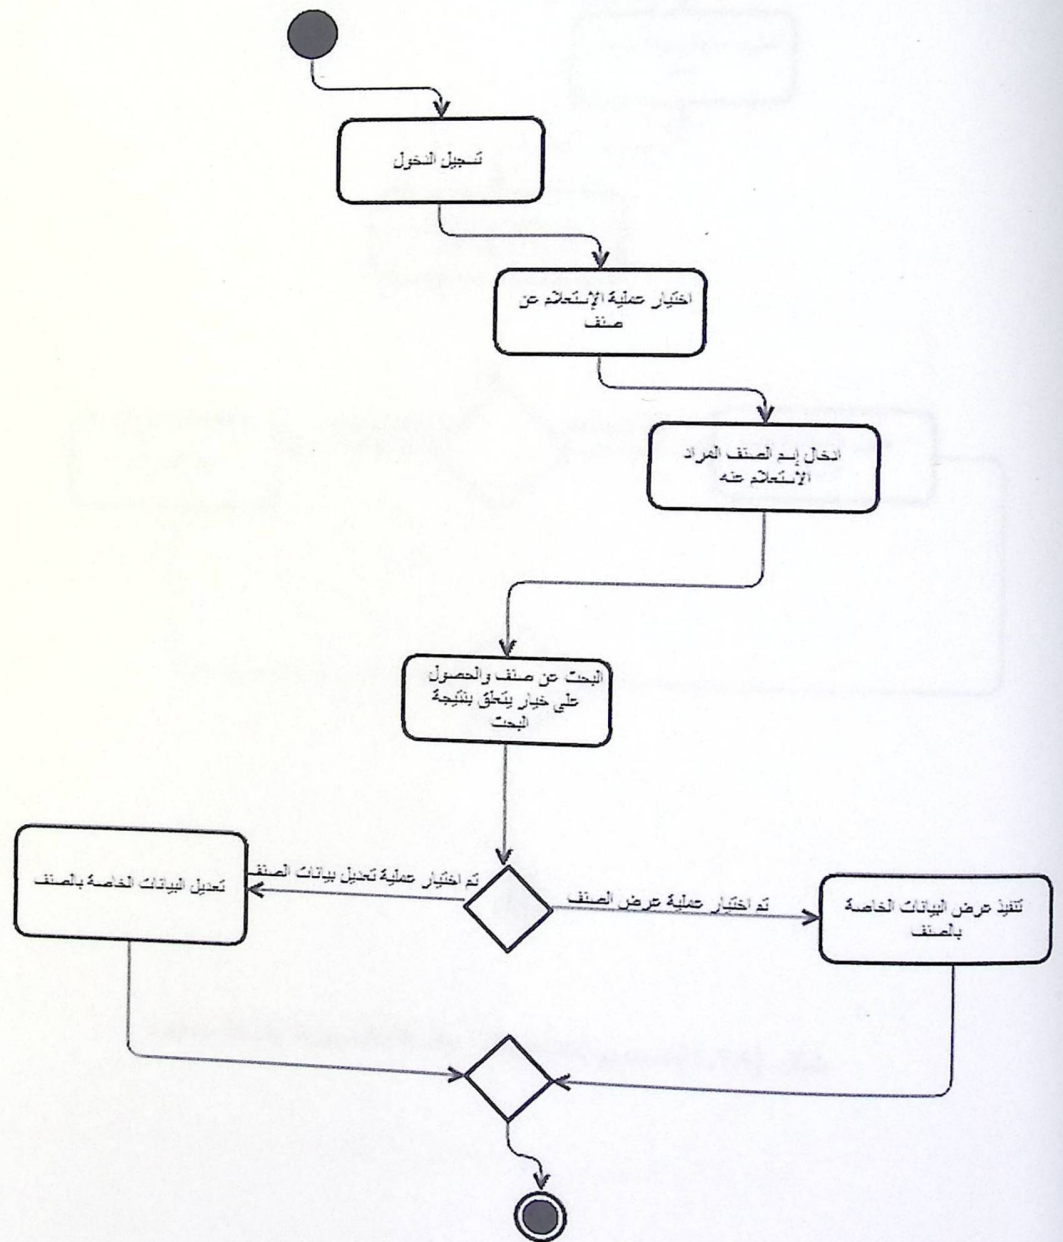 تسجيل الدخول
اختيار عملية الإستعلام عن
صنف
ادخال إسم الصنف المراد
الاستعلام عنه
البحث عن صنف والحصول
على خيار يتعلق بنتيجة
البحث
تم اختيار عملية عرض الصنف
تم اختيار عملية تعديل بيانات الصنف
تنفيذ عرض البيانات الخاصة
بالصنف
تعديل البيانات الخاصة بالصنف